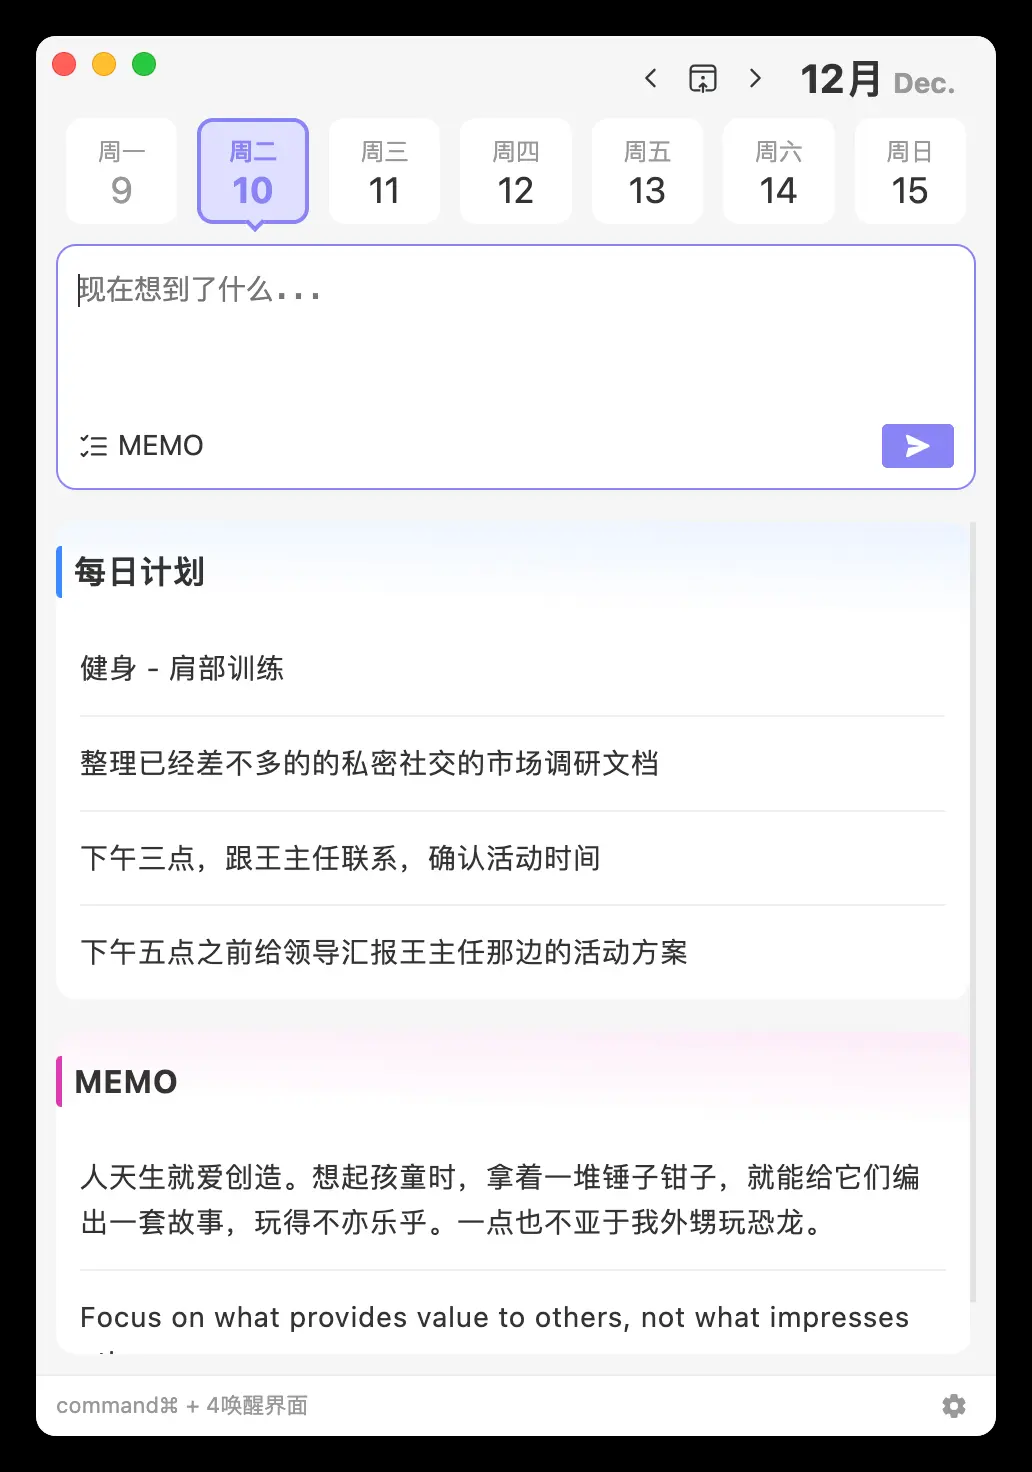 12月 Dec.
周一 周二 周三 周四 周五 周六 周日
9 10 11 12 13 14 15
现在想到了什么...
MEMO
每日计划
健身 - 肩部训练
整理已经差不多的的私密社交的市场调研文档
下午三点，跟王主任联系，确认活动时间
下午五点之前给领导汇报王主任那边的活动方案
MEMO
人天生就爱创造。想起孩童时，拿着一堆锤子钳子，就能给它们编
出一套故事，玩得不亦乐乎。一点也不亚于我外甥玩恐龙。
Focus on what provides value to others, not what impresses
command⌘ + 4唤醒界面